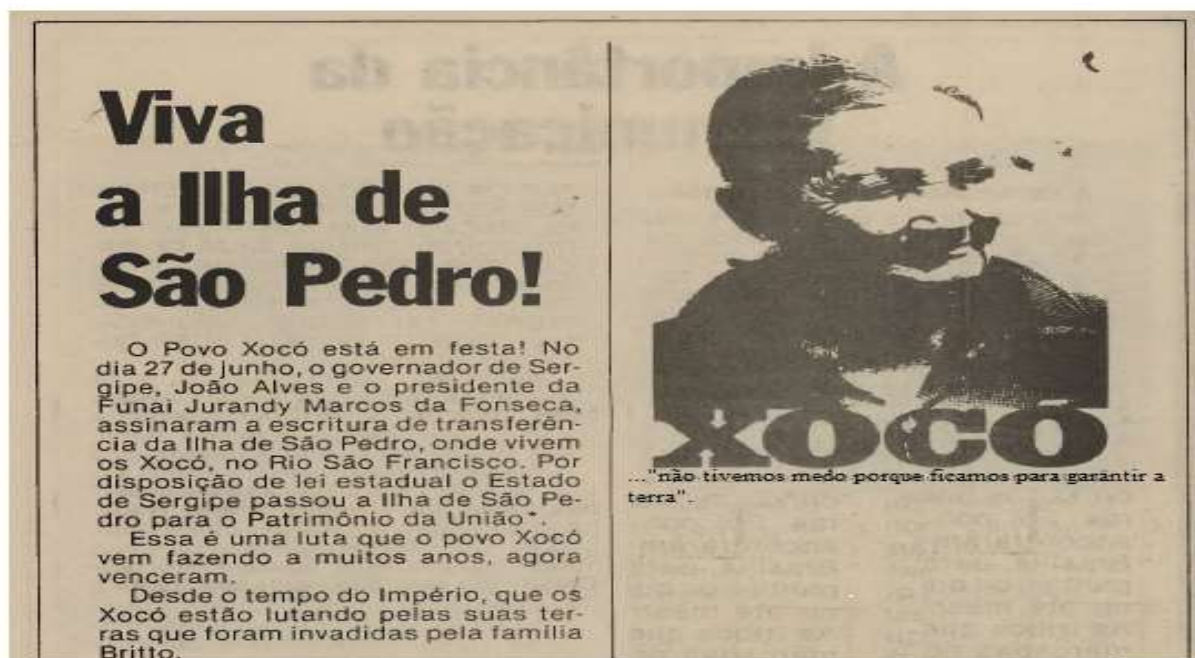 Viva
a Ilha de
São Pedro!
O Povo Xocó está em festa! No
dia 27 de junho, o governador de Ser-
gipe, João Alves e o presidente da
Funai Jurandy Marcos da Fonseca,
assinaram a escritura de transferên-
cia da Ilha de São Pedro, onde vivem
os Xocó, no Rio São Francisco. Por
disposição de lei estadual o Estado
de Sergipe passou a Ilha de São Pe-
dro para o Patrimônio da União*.
Essa é uma luta que o povo Xocó
vem fazendo a muitos anos, agora
venceram.
Desde o tempo do Império, que os
Xocó estão lutando pelas suas ter-
ras que foram invadidas pela familia
Britto.
XOCÓ
..."não tivemos medo porque ficamos para garantir a
terra".